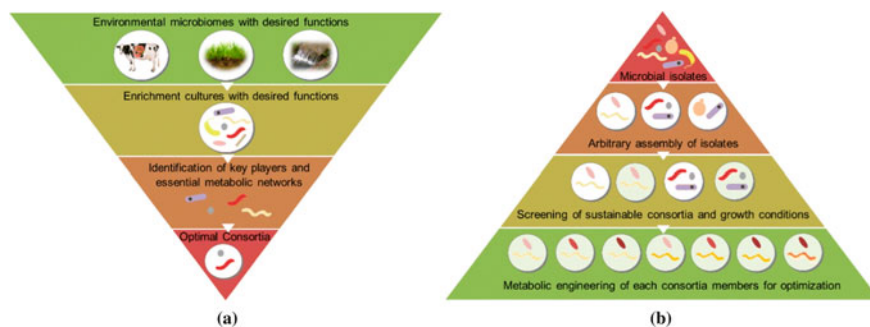 Environmental microbiomes with desired functions
Enrichment cultures with desired functions
Identification of key players and
essential metabolic networks
Optimal Consortia
(a)
Microbial isolates
Arbitrary assembly of isolates
Screening of sustainable consortia and growth conditions
Metabolic engineering of each consortia members for optimization
(b)